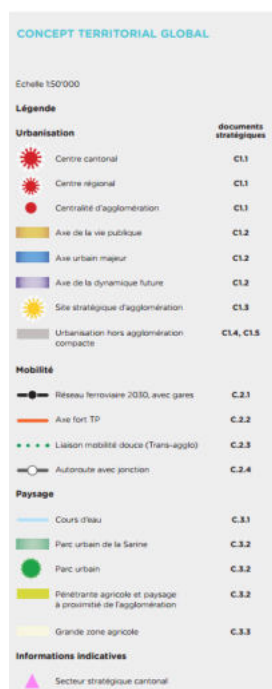 CONCEPT TERRITORIAL GLOBAL
Échelle 1:50'000
Légende
Urbanisation
documents
stratégiques
Centre cantonal C1.1
Centre régional C1.1
Centralité d'agglomération C1.1
Axe de la vie publique C1.2
Axe urbain majeur C1.2
Axe de la dynamique future C1.2
Site stratégique d'agglomération C1.3
Urbanisation hors agglomération C1.4, C1.5
compacte
Mobilité
Réseau ferroviaire 2030, avec gares C.2.1
Axe fort TP C.2.2
Liaison mobilité douce (Trans-agglo) C.2.3
Autoroute avec jonction C.2.4
Paysage
Cours d'eau C.3.1
Parc urbain de la Sarine C.3.2
Parc urbain C.3.2
Pénétrante agricole et paysage C.3.2
à proximité de l'agglomération
Grande zone agricole C.3.3
Informations indicatives
Secteur stratégique cantonal